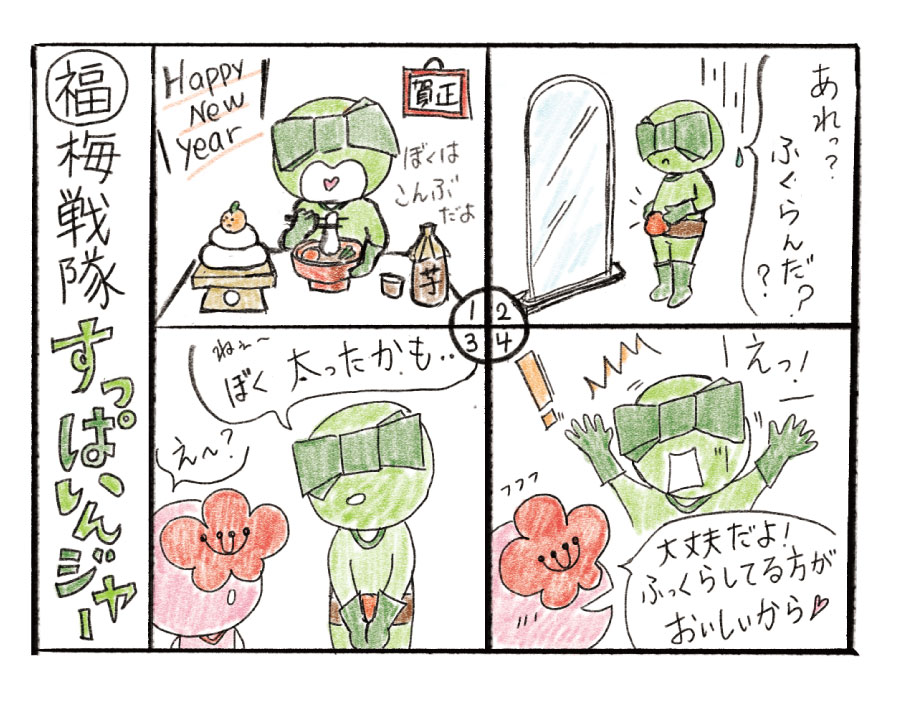 福
梅戦隊
すっぱいんジャー
Happy
New
Year
賀正
ぼくは
こんぶ
だよ
芋
1
2
3
4
あれっ?
ふくらんだ?
?
ねぇ〜
ぼく 太ったかも..
え〜?
えっ!
!
フフフ
大丈夫だよ!
ふっくらしてる方が
おいしいから♡